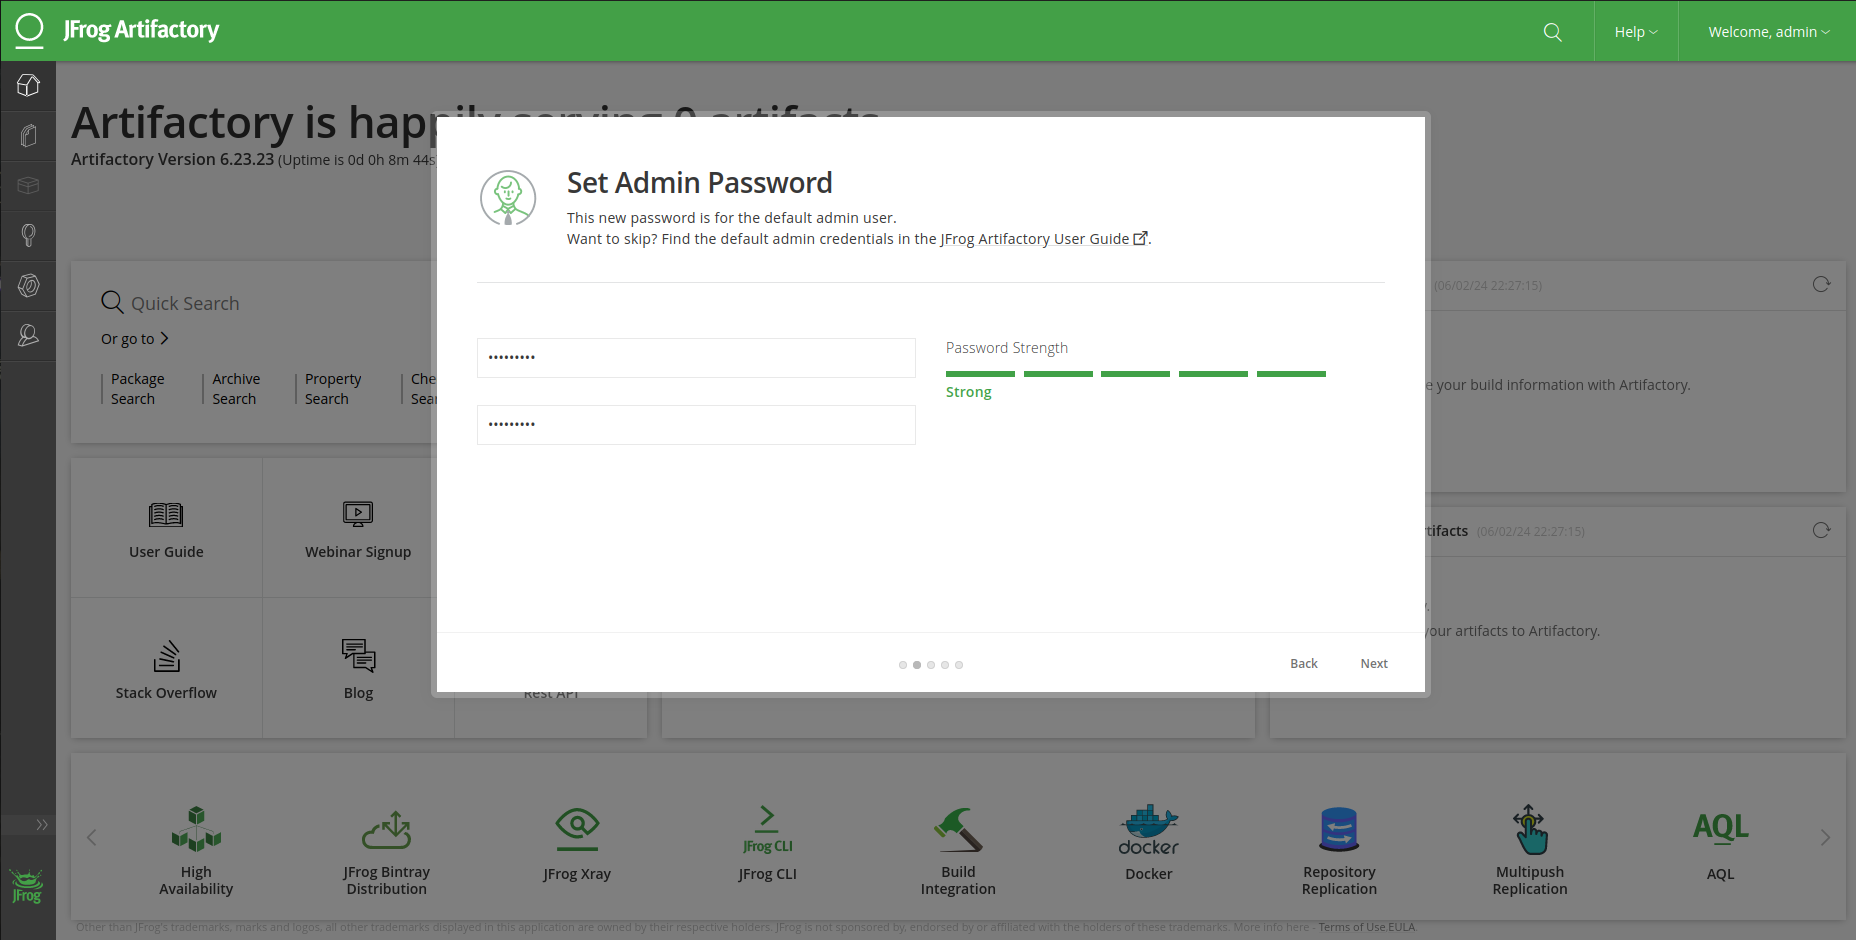 JFrog Artifactory
Help
Welcome, admin
Artifactory is happily serving 0 artifacts
Artifactory Version 6.23.23 (Uptime is 0d 0h 8m 44s)
Set Admin Password
This new password is for the default admin user.
Want to skip? Find the default admin credentials in the JFrog Artifactory User Guide.
•••••••••
•••••••••
Password Strength
Strong
Back
Next
Quick Search
Or go to
Package
Search
Archive
Search
Property
Search
Che
Sea
(06/02/24 22:27:15)
e your build information with Artifactory.
User Guide
Webinar Signup
Stack Overflow
Blog
Rest API
tifacts (06/02/24 22:27:15)
your artifacts to Artifactory.
High
Availability
JFrog Bintray
Distribution
JFrog Xray
JFrog CLI
JFrog CLI
Build
Integration
docker
Docker
Repository
Replication
Multipush
Replication
AQL
AQL
JFrog
Other than JFrog's trademarks, marks and logos, all other trademarks displayed in this application are owned by their respective holders. JFrog is not sponsored by, endorsed by or affiliated with the holders of these trademarks. More info here - Terms of Use.EULA.